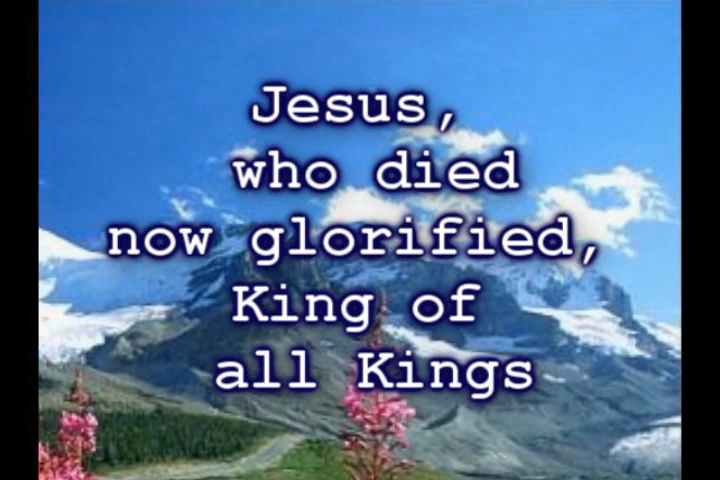 Jesus,
who died
now glorified,
King of
all Kings